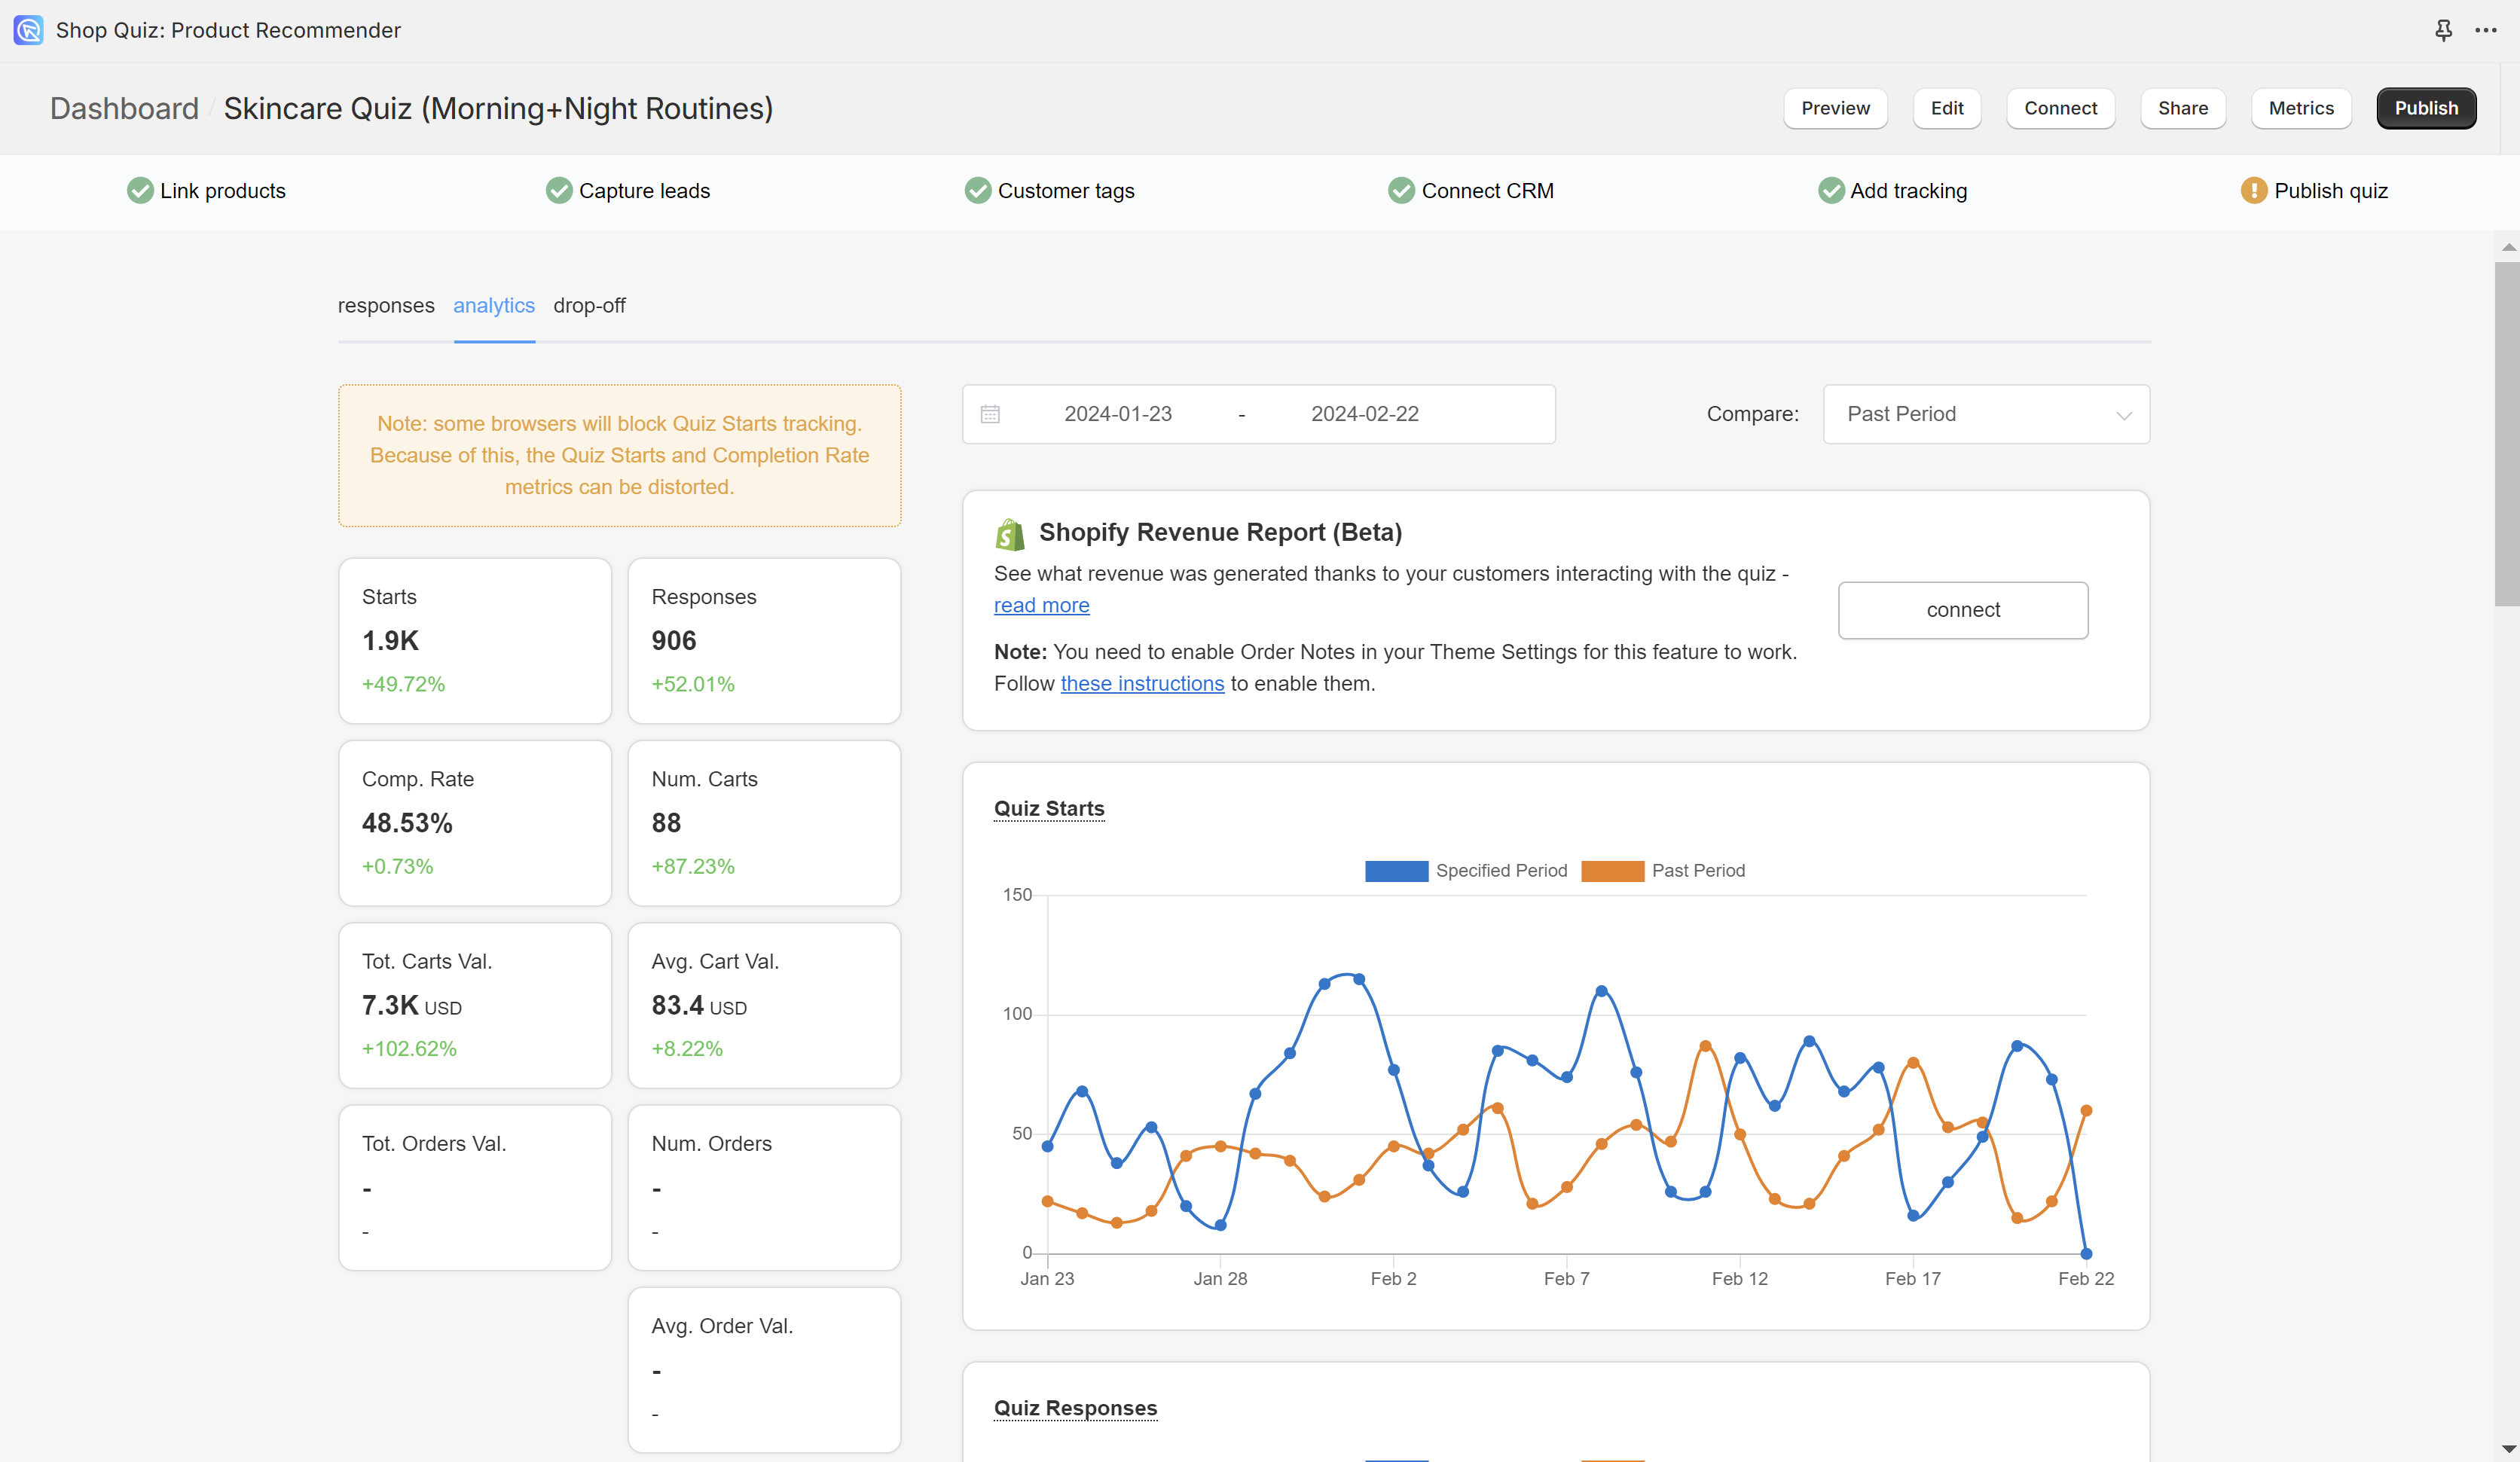 Shop Quiz: Product Recommender
Dashboard / Skincare Quiz (Morning+Night Routines)
Preview
Edit
Connect
Share
Metrics
Publish
Link products
Capture leads
Customer tags
Connect CRM
Add tracking
Publish quiz
responses
analytics
drop-off
Note: some browsers will block Quiz Starts tracking.
Because of this, the Quiz Starts and Completion Rate
metrics can be distorted.
Starts
1.9K
+49.72%
Responses
906
+52.01%
Comp. Rate
48.53%
+0.73%
Num. Carts
88
+87.23%
Tot. Carts Val.
7.3K USD
+102.62%
Avg. Cart Val.
83.4 USD
+8.22%
Tot. Orders Val.
-
-
Num. Orders
-
-
Avg. Order Val.
-
-
2024-01-23 - 2024-02-22
Compare:
Past Period
Shopify Revenue Report (Beta)
See what revenue was generated thanks to your customers interacting with the quiz -
read more
Note: You need to enable Order Notes in your Theme Settings for this feature to work.
Follow these instructions to enable them.
connect
Quiz Starts
Specified Period
Past Period
150
100
50
0
Jan 23
Jan 28
Feb 2
Feb 7
Feb 12
Feb 17
Feb 22
Quiz Responses